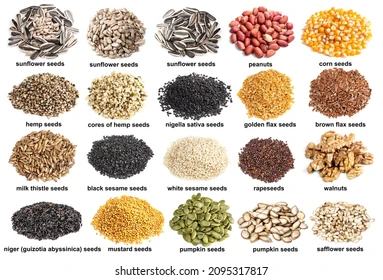 sunflower seeds sunflower seeds sunflower seeds peanuts corn seeds
hemp seeds cores of hemp seeds nigella sativa seeds golden flax seeds brown flax seeds
milk thistle seeds black sesame seeds white sesame seeds rapeseeds walnuts
niger (guizotia abyssinica) seeds mustard seeds pumpkin seeds pumpkin seeds safflower seeds
shutterstock.com · 2095317817